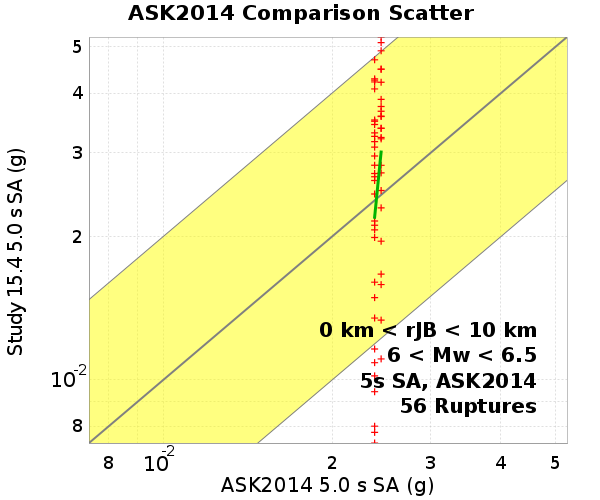 ASK2014 Comparison Scatter
Study 15.4 5.0 s SA (g)
5
4
3
2
10-2
8
0 km < rJB < 10 km
6 < Mw < 6.5
5s SA, ASK2014
56 Ruptures
8 10-2 2 3 4 5
ASK2014 5.0 s SA (g)